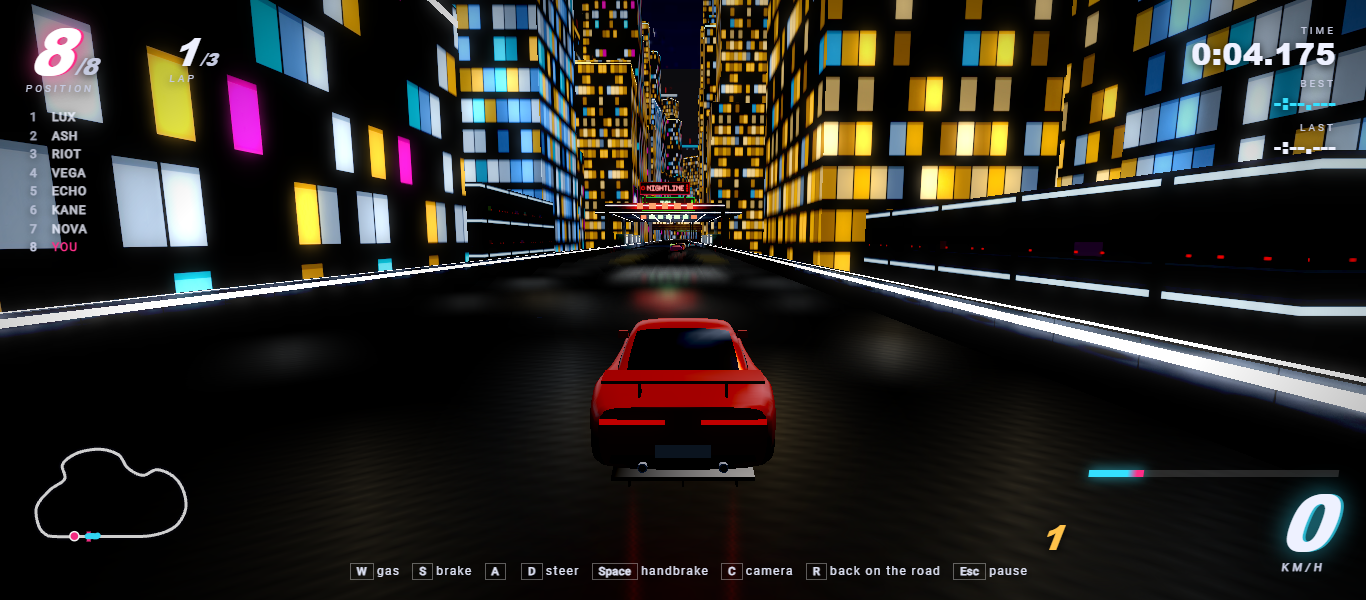 8/8
POSITION
1/3
LAP
1 LUX
2 ASH
3 RIOT
4 VEGA
5 ECHO
6 KANE
7 NOVA
8 YOU
TIME
0:04.175
BEST
-:--.---
LAST
-:--.---
NIGHTLINE
1
0
KM/H
W gas S brake A D steer Space handbrake C camera R back on the road Esc pause